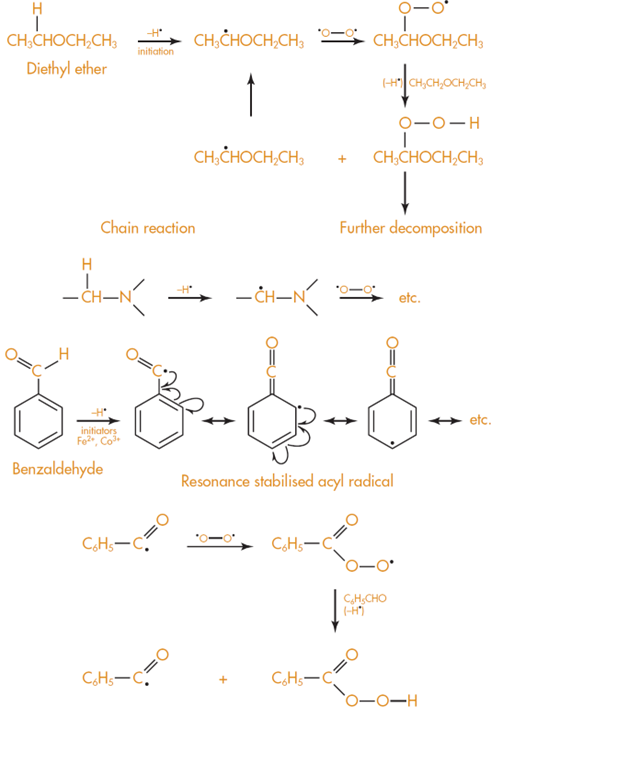 H O–O•
CH₃CHOCH₂CH₃ –H• CH₃ĊHOCH₂CH₃ •O–O• CH₃CHOCH₂CH₃
initiation
Diethyl ether
(–H•) CH₃CH₂OCH₂CH₃
O–O–H
CH₃ĊHOCH₂CH₃ + CH₃CHOCH₂CH₃
Chain reaction Further decomposition
H
–CH–N –H• –ĊH–N •O–O• etc.
O H O O O
C C• C C
–H•
initiators
Fe²⁺, Co³⁺
etc.
Benzaldehyde
Resonance stabilised acyl radical
O O
C₆H₅–C• •O–O• C₆H₅–C
O–O•
C₆H₅CHO
(–H•)
O O
C₆H₅–C• + C₆H₅–C
O–O–H